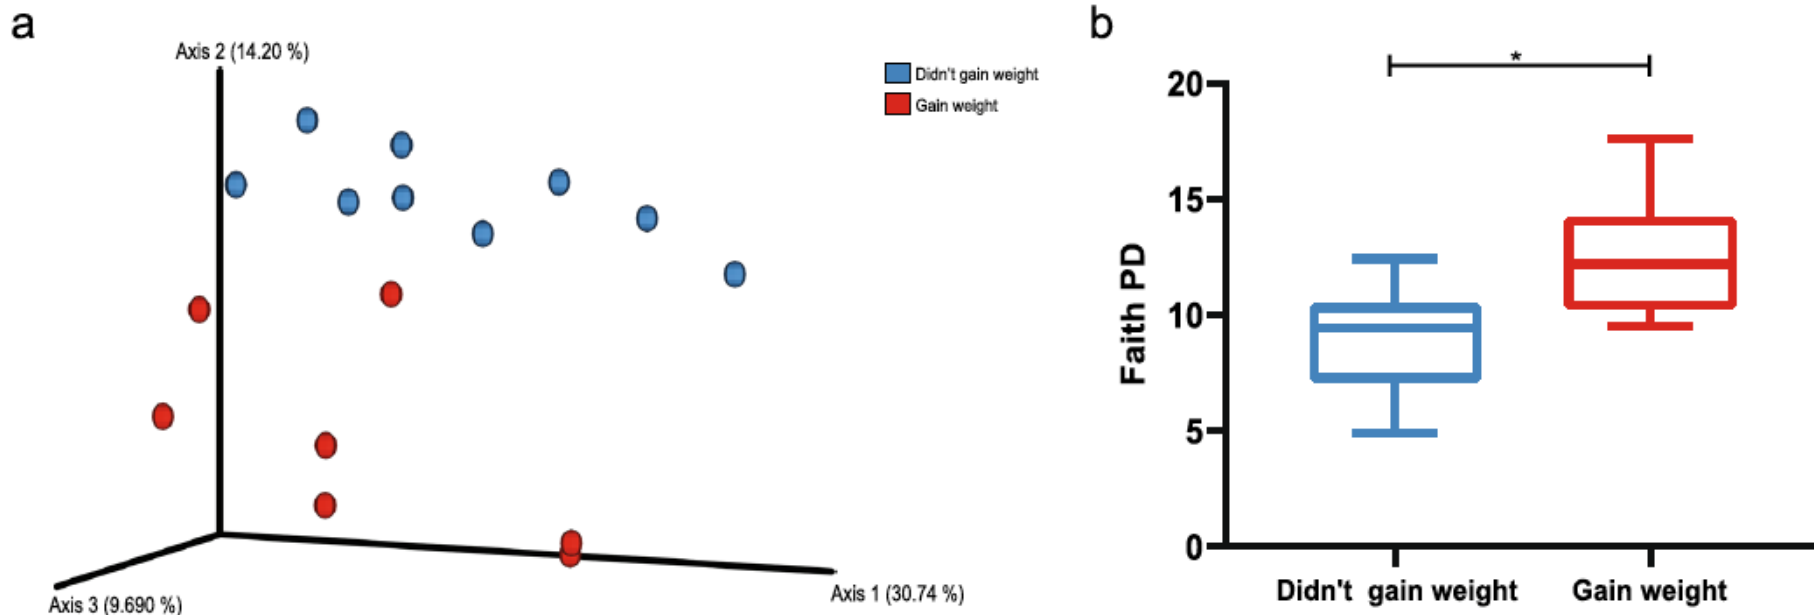 a
Axis 2 (14.20 %)
Didn't gain weight
Gain weight
Axis 1 (30.74 %)
Axis 3 (9.690 %)
b
*
20
15
10
5
0
Faith PD
Didn't gain weight
Gain weight